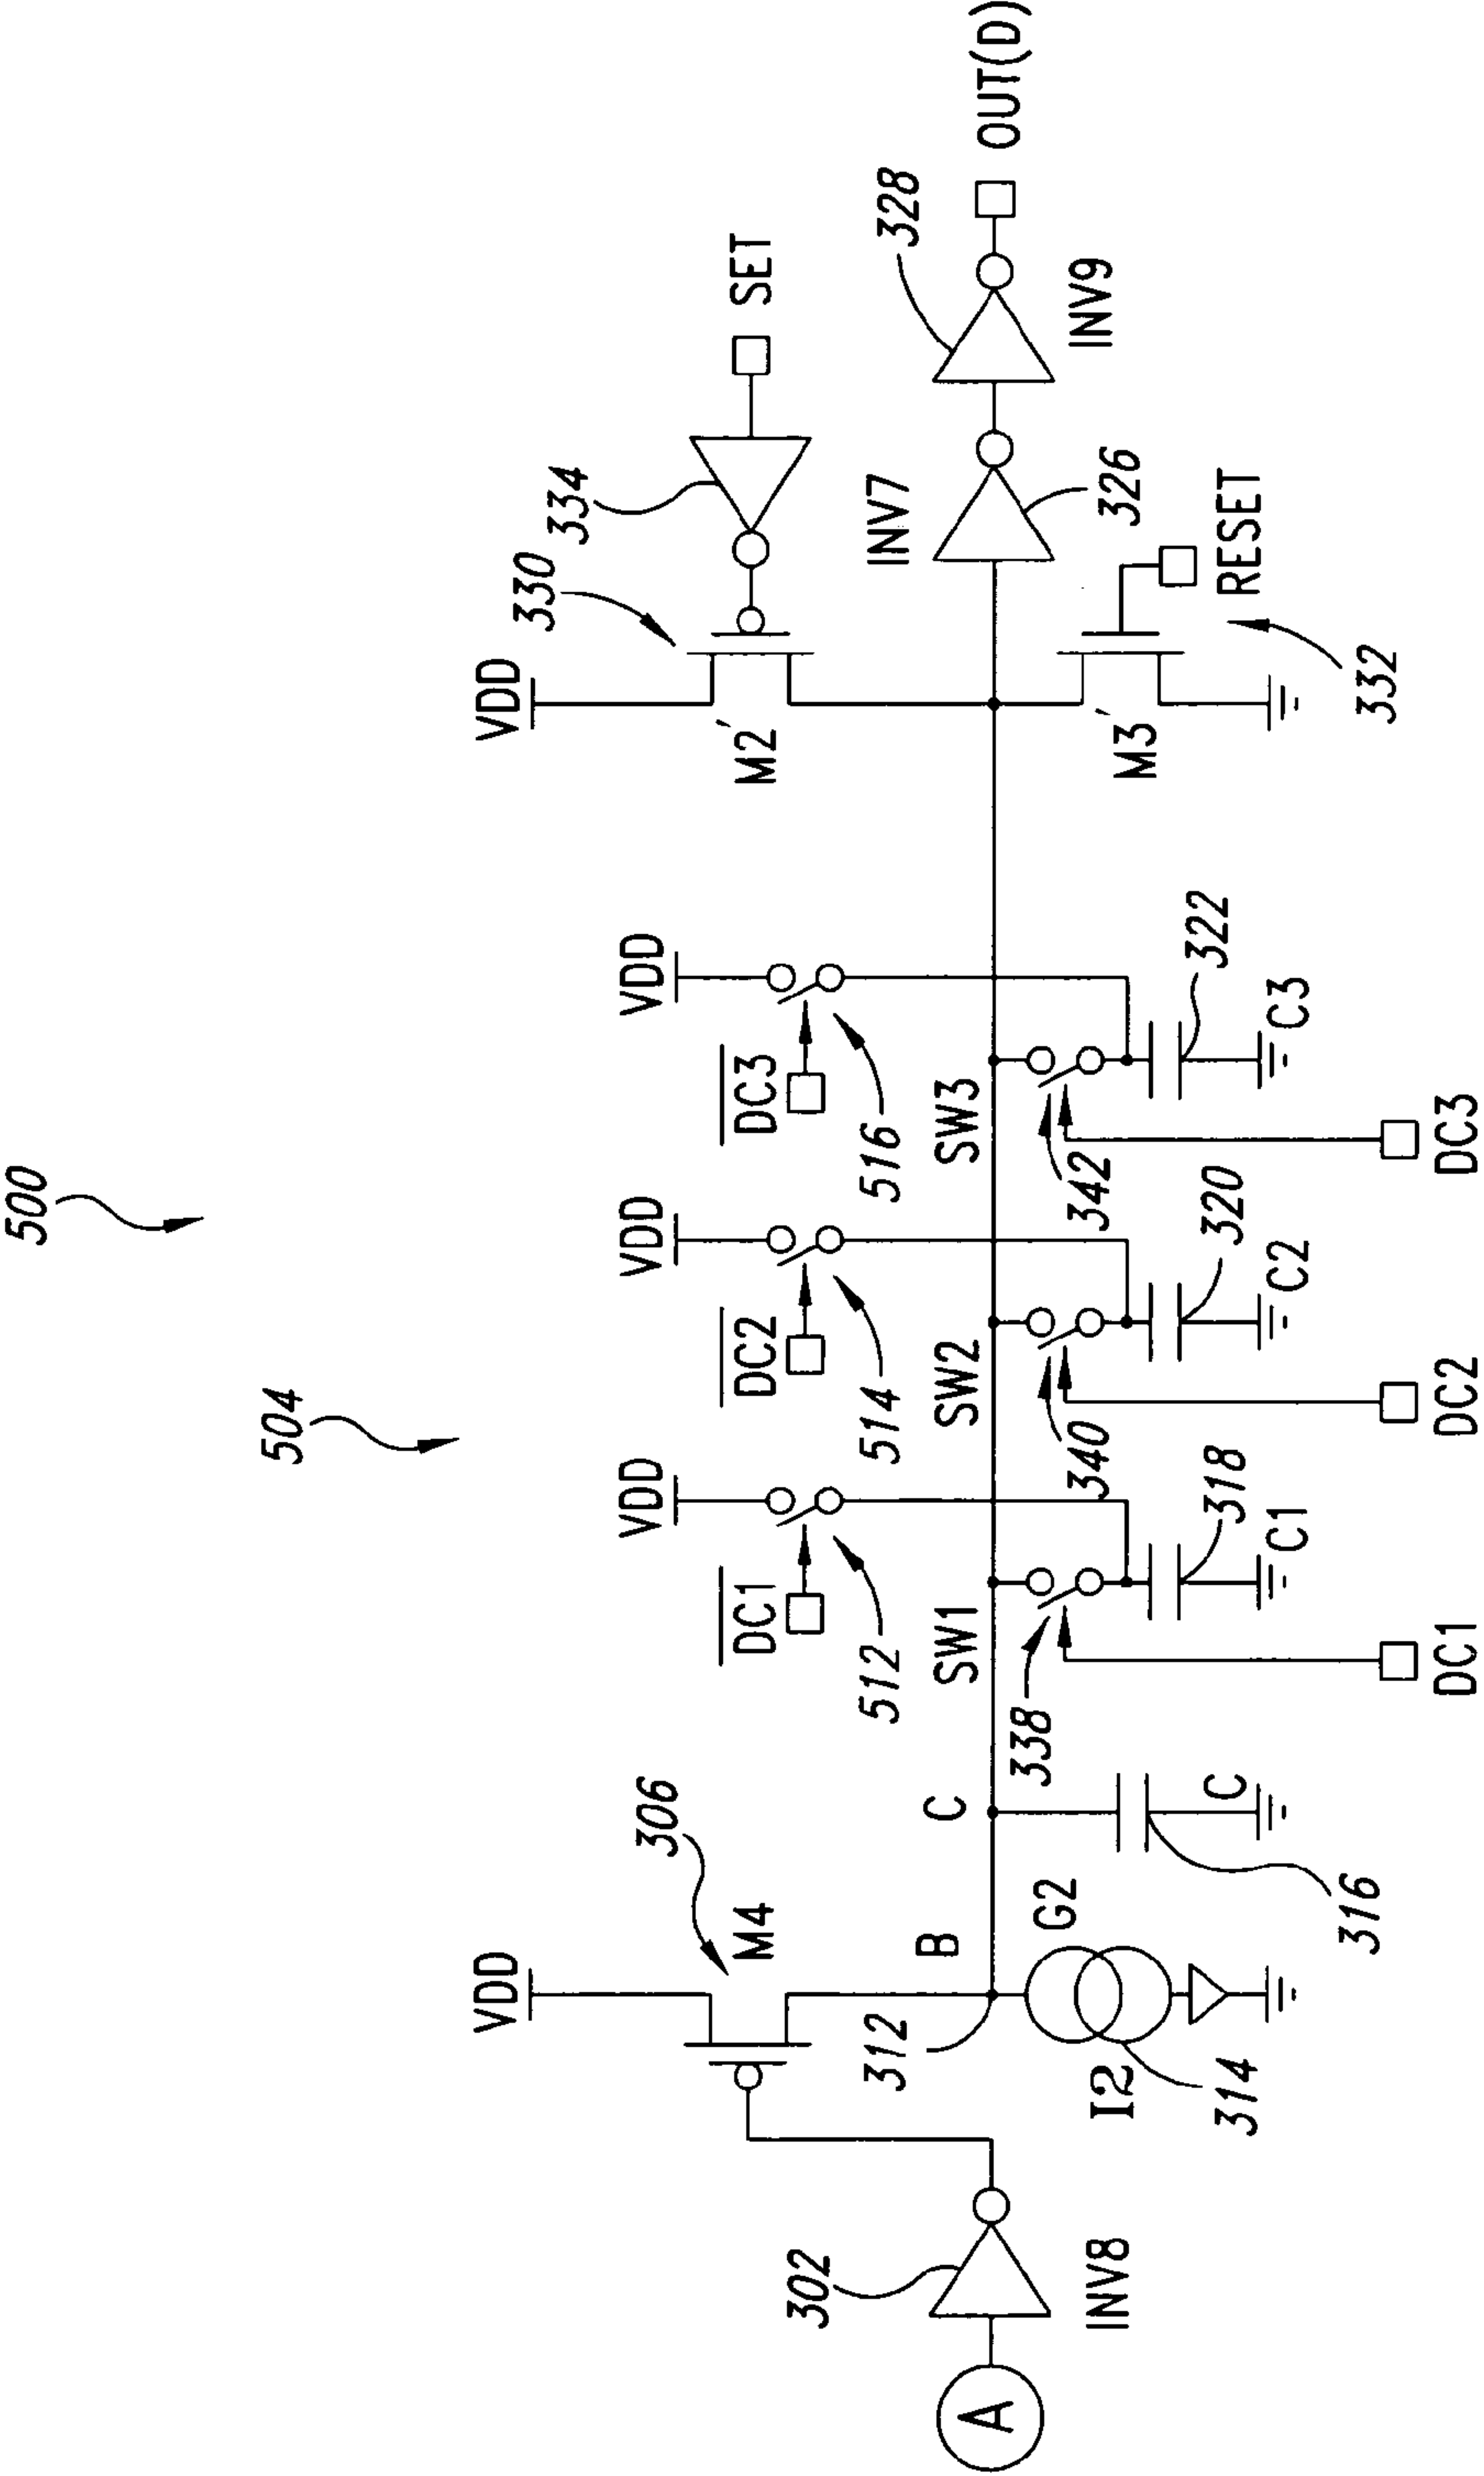 500
504
VDD
306
M4
VDD
DC1
512
VDD
DC2
514
VDD
DC3
516
VDD
330
334
M2'
SET
A
302
INV8
312
B
I2
G2
314
C
C
316
SW1
338
318
C1
DC1
SW2
340
320
C2
DC2
SW3
342
322
C3
DC3
INV7
326
328
INV9
OUT(D)
M3'
RESET
332